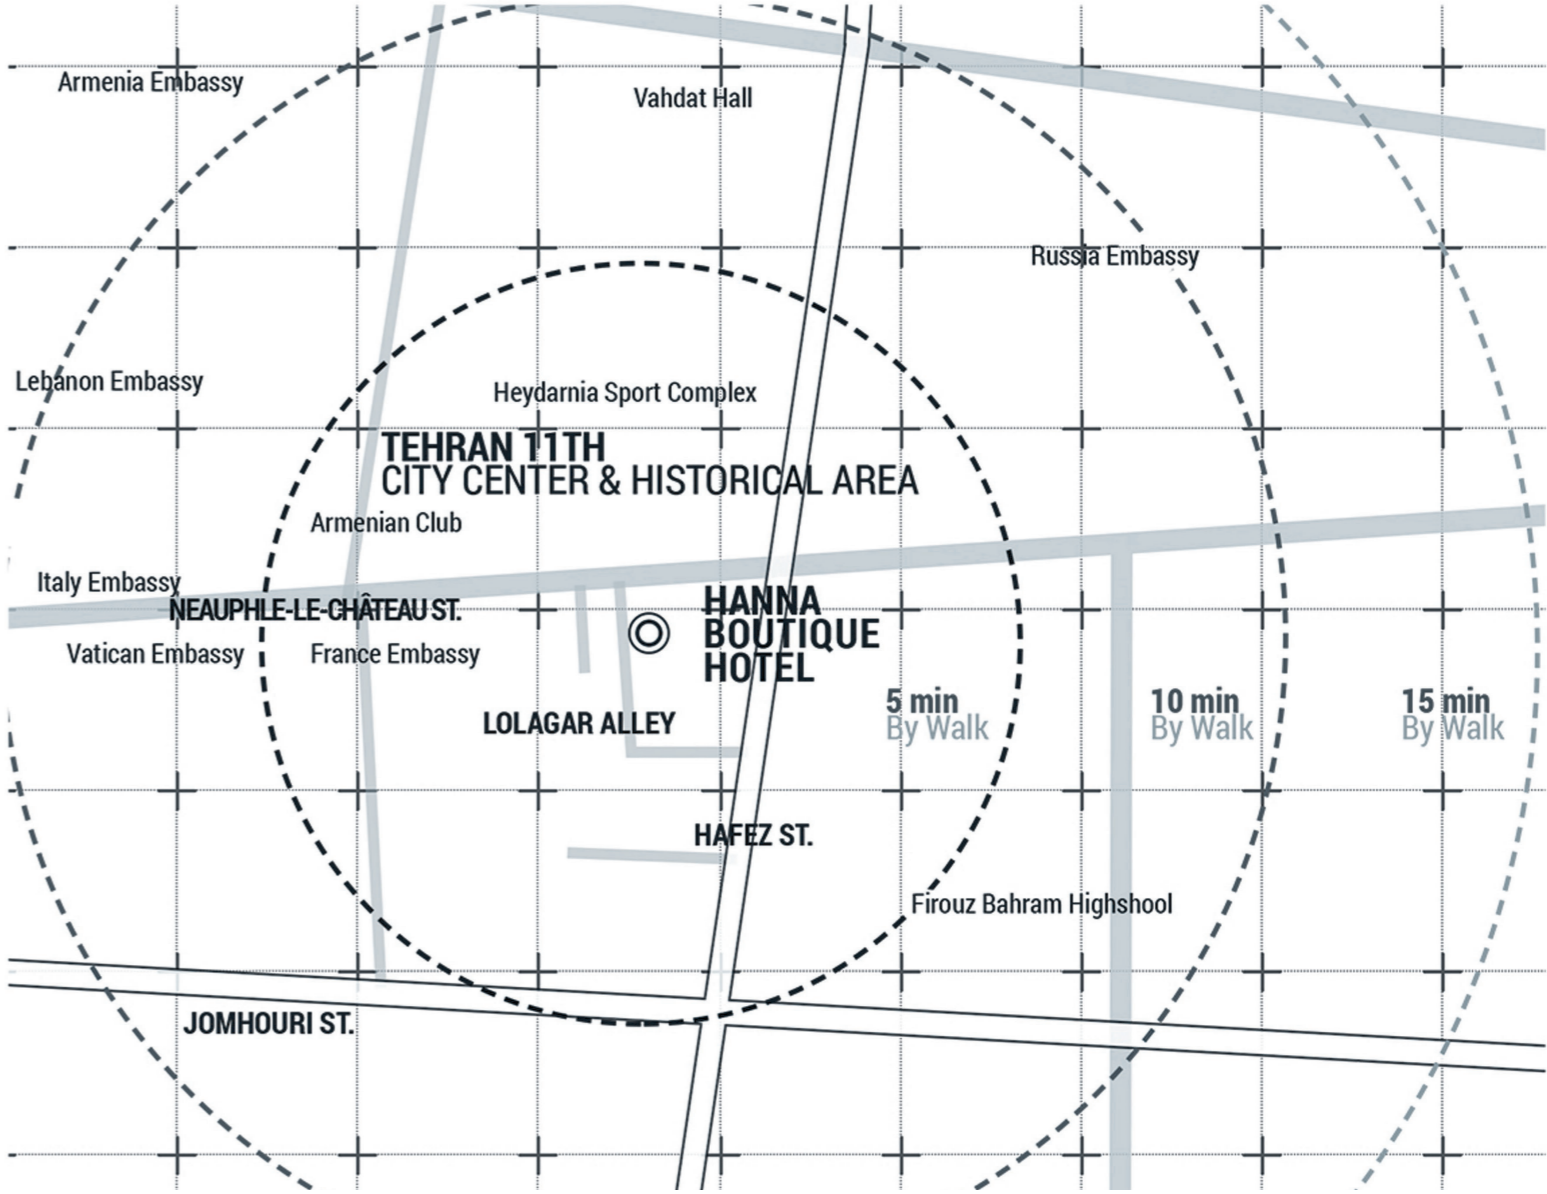 Armenia Embassy
Vahdat Hall
Russia Embassy
Lebanon Embassy
Heydarnia Sport Complex
TEHRAN 11TH
CITY CENTER & HISTORICAL AREA
Armenian Club
Italy Embassy
NEAUPHLE-LE-CHÂTEAU ST.
Vatican Embassy
France Embassy
HANNA
BOUTIQUE
HOTEL
5 min
By Walk
10 min
By Walk
15 min
By Walk
LOLAGAR ALLEY
HAFEZ ST.
Firouz Bahram Highshool
JOMHOURI ST.